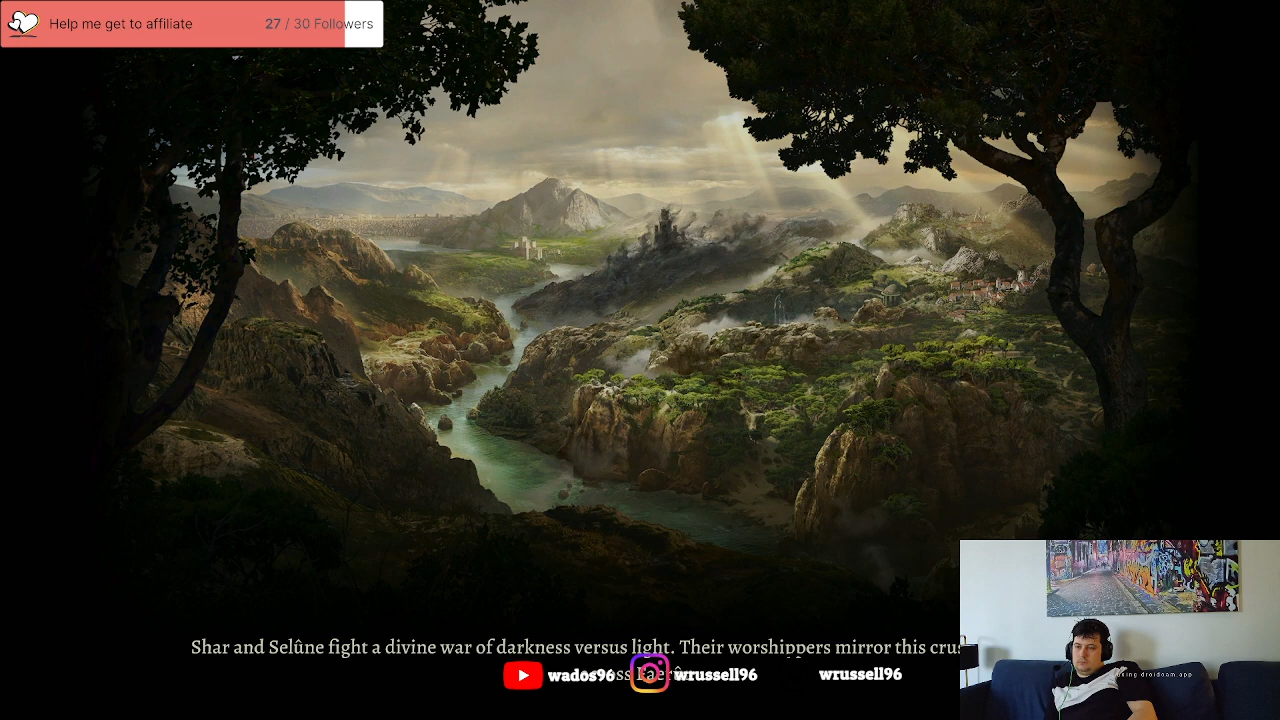 Help me get to affiliate
27 / 30 Followers
Shar and Selûne fight a divine war of darkness versus light. Their worshippers mirror this
wados96
wrussell96
wrussell96